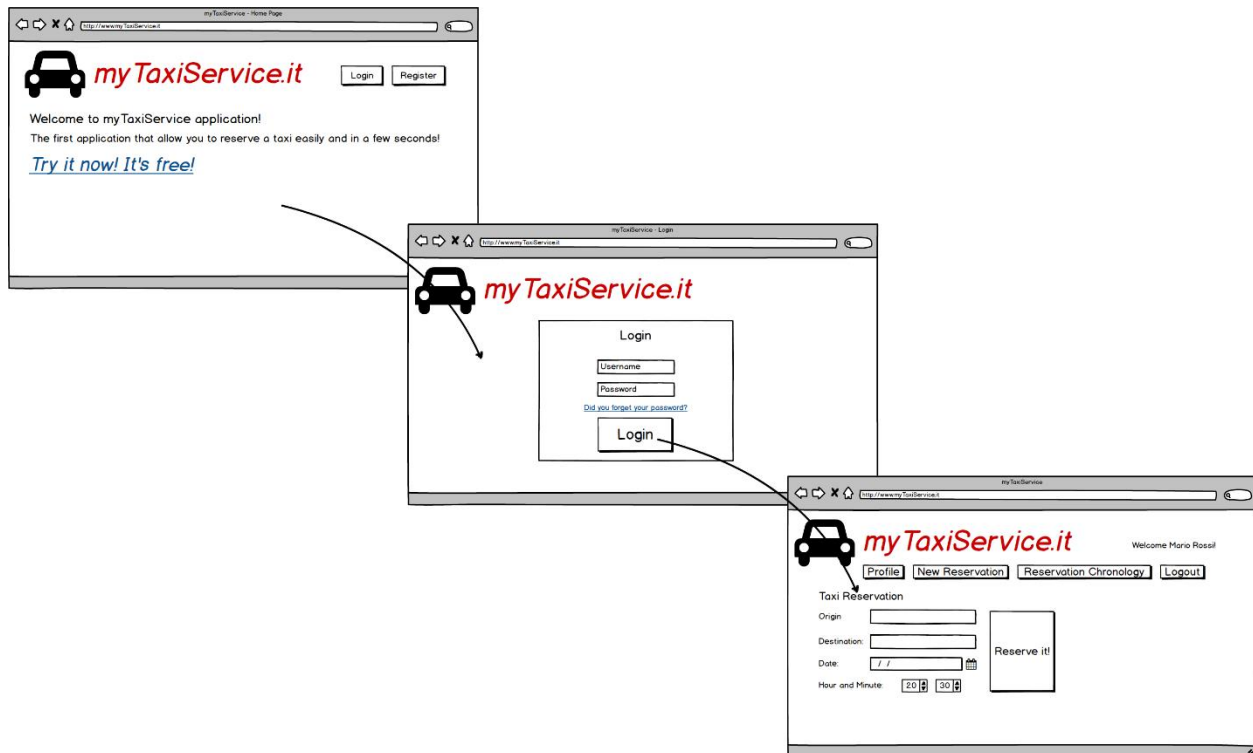 myTaxiService - Home Page
http://www.myTaxiService.it
myTaxiService.it
Login Register
Welcome to myTaxiService application!
The first application that allow you to reserve a taxi easily and in a few seconds!
Try it now! It's free!
myTaxiService - Login
http://www.myTaxiService.it
myTaxiService.it
Login
Username
Password
Did you forget your password?
Login
myTaxiService
http://www.myTaxiService.it
myTaxiService.it
Welcome Mario Rossi!
Profile New Reservation Reservation Chronology Logout
Taxi Reservation
Origin
Destination:
Reserve it!
Date: / /
Hour and Minute: 20 30